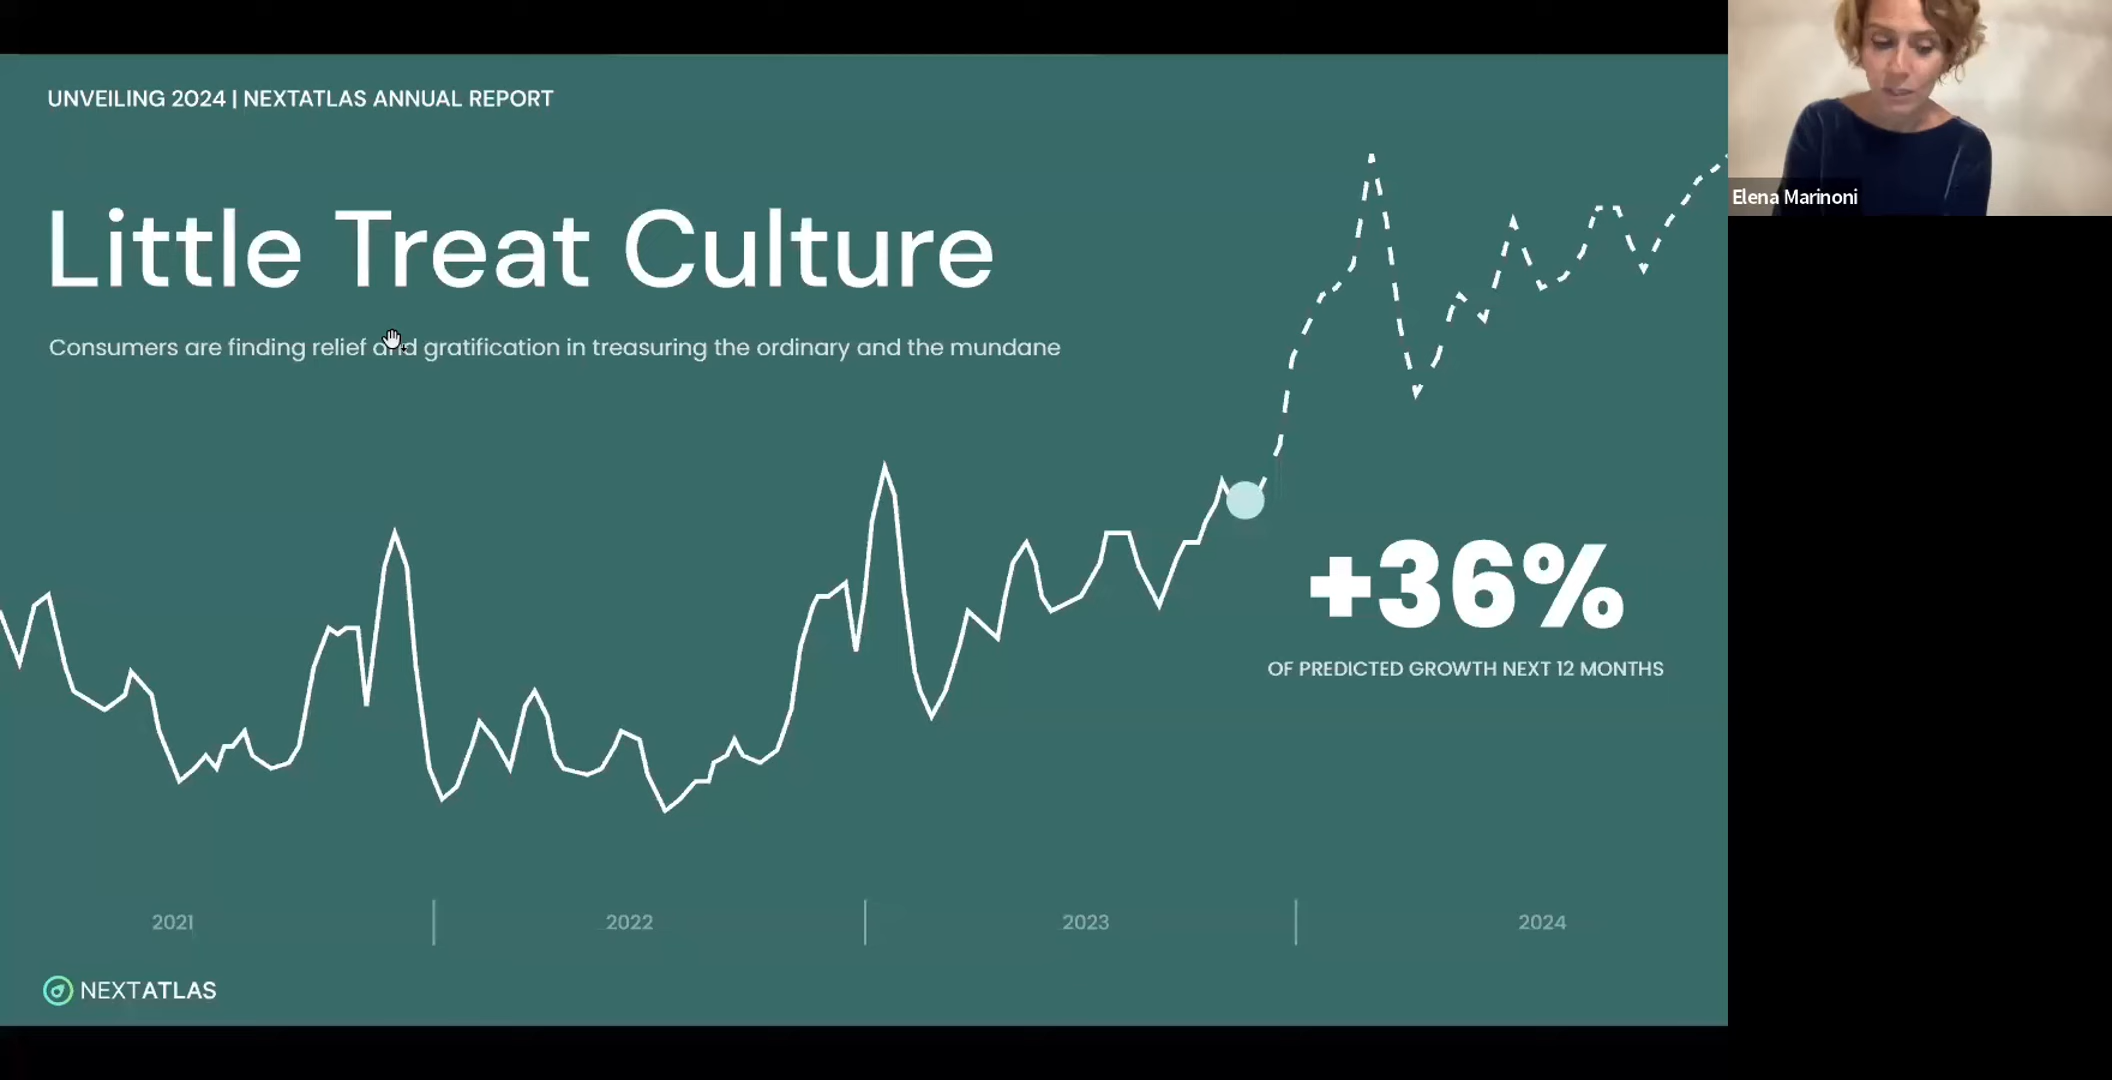 UNVEILING 2024 | NEXTATLAS ANNUAL REPORT
Little Treat Culture
Consumers are finding relief and gratification in treasuring the ordinary and the mundane
Elena Marinoni
+36%
OF PREDICTED GROWTH NEXT 12 MONTHS
2021
2022
2023
2024
NEXTATLAS